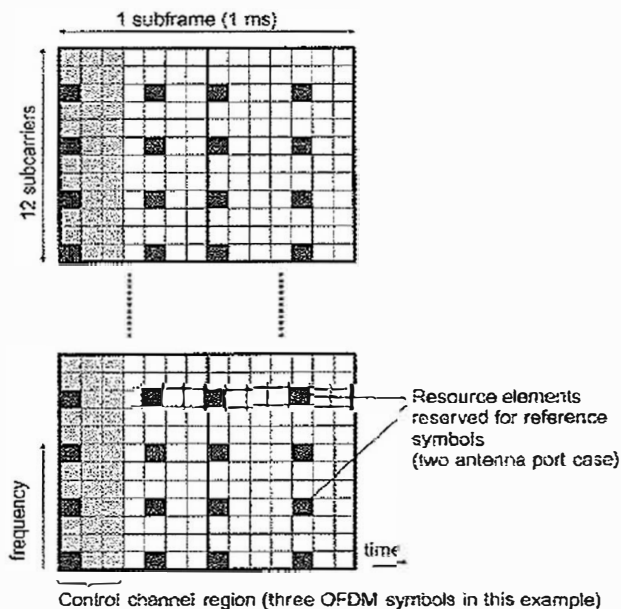 1 subframe (1 ms)
12 subcarriers
Resource elements
reserved for reference
symbols
(two antenna port case)
frequency
time
Control channel region (three OFDM symbols in this example)